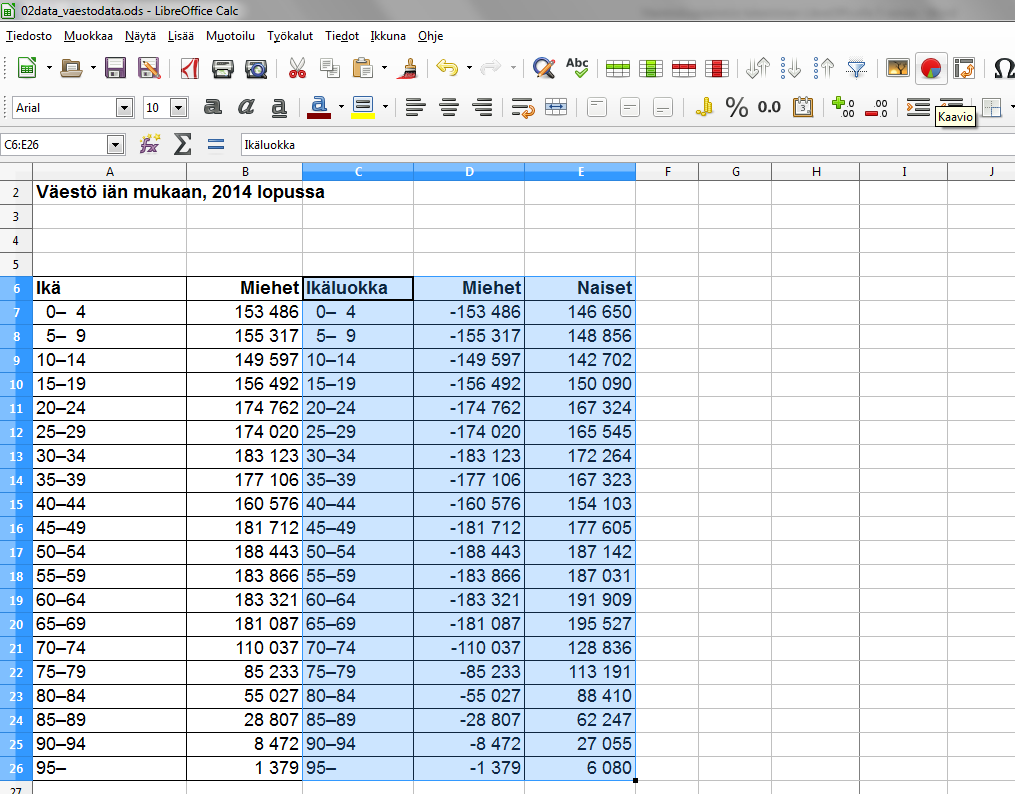 02data_vaestodata.ods - LibreOffice Calc
Tiedosto Muokkaa Näytä Lisää Muotoilu Työkalut Tiedot Ikkuna Ohje
Abc
Arial 10 a a a a % 0.0 3 0.0 .00
Kaavio
C6:E26 fx Σ = Ikäluokka
A B C D E F G H I J
2 Väestö iän mukaan, 2014 lopussa
3
4
5
6 Ikä Miehet Ikäluokka Miehet Naiset
7 0– 4 153 486 0– 4 -153 486 146 650
8 5– 9 155 317 5– 9 -155 317 148 856
9 10–14 149 597 10–14 -149 597 142 702
10 15–19 156 492 15–19 -156 492 150 090
11 20–24 174 762 20–24 -174 762 167 324
12 25–29 174 020 25–29 -174 020 165 545
13 30–34 183 123 30–34 -183 123 172 264
14 35–39 177 106 35–39 -177 106 167 323
15 40–44 160 576 40–44 -160 576 154 103
16 45–49 181 712 45–49 -181 712 177 605
17 50–54 188 443 50–54 -188 443 187 142
18 55–59 183 866 55–59 -183 866 187 031
19 60–64 183 321 60–64 -183 321 191 909
20 65–69 181 087 65–69 -181 087 195 527
21 70–74 110 037 70–74 -110 037 128 836
22 75–79 85 233 75–79 -85 233 113 191
23 80–84 55 027 80–84 -55 027 88 410
24 85–89 28 807 85–89 -28 807 62 247
25 90–94 8 472 90–94 -8 472 27 055
26 95– 1 379 95– -1 379 6 080
27